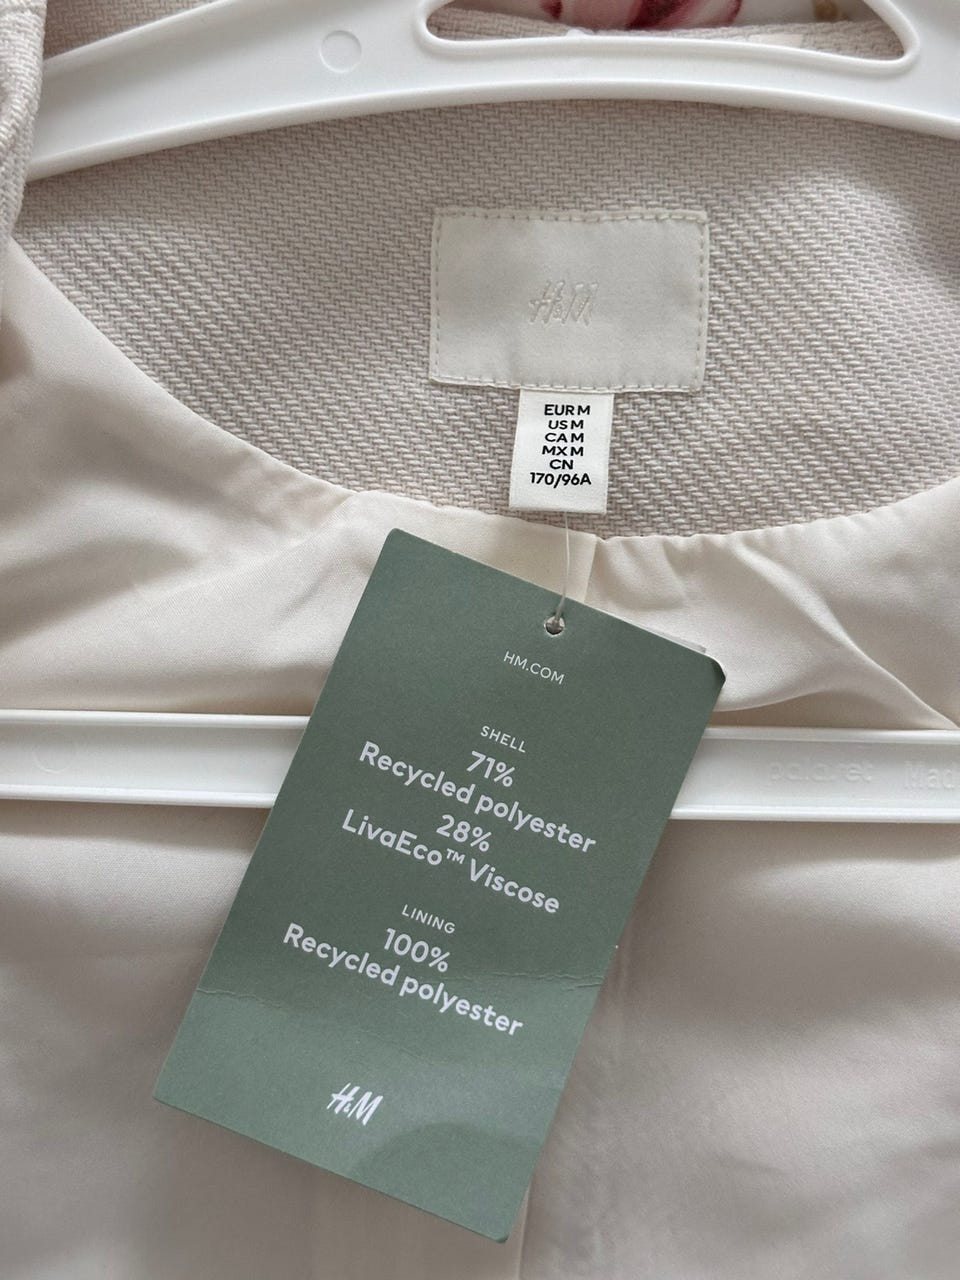 H&M
EUR M
US M
CA M
MX M
CN
170/96A
HM.COM
SHELL
71%
Recycled polyester
28%
LivaEco™ Viscose
LINING
100%
Recycled polyester
H&M